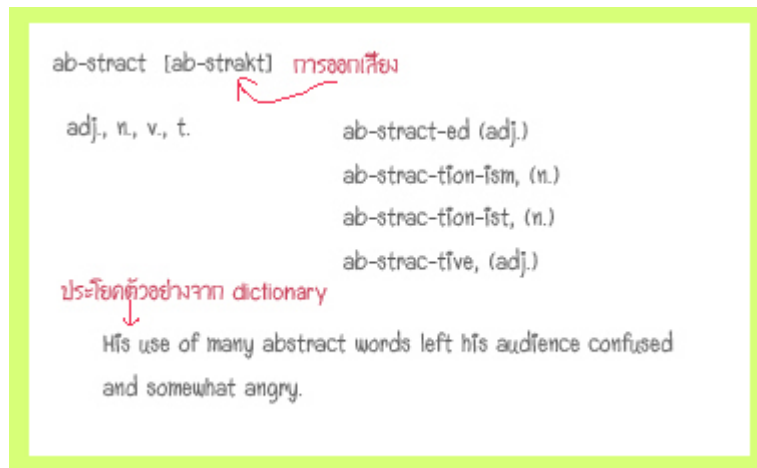 ab-stract [ab-strakt] การออกเสียง
adj., n., v., t.
ab-stract-ed (adj.)
ab-strac-tion-ism, (n.)
ab-strac-tion-ist, (n.)
ab-strac-tive, (adj.)
ประโยคตัวอย่างจาก dictionary
His use of many abstract words left his audience confused
and somewhat angry.